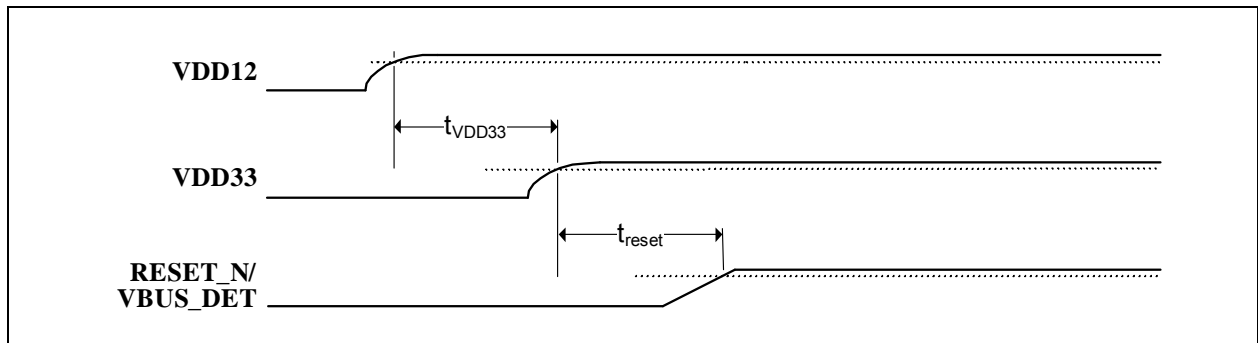 VDD12
tVDD33
VDD33
treset
RESET_N/
VBUS_DET